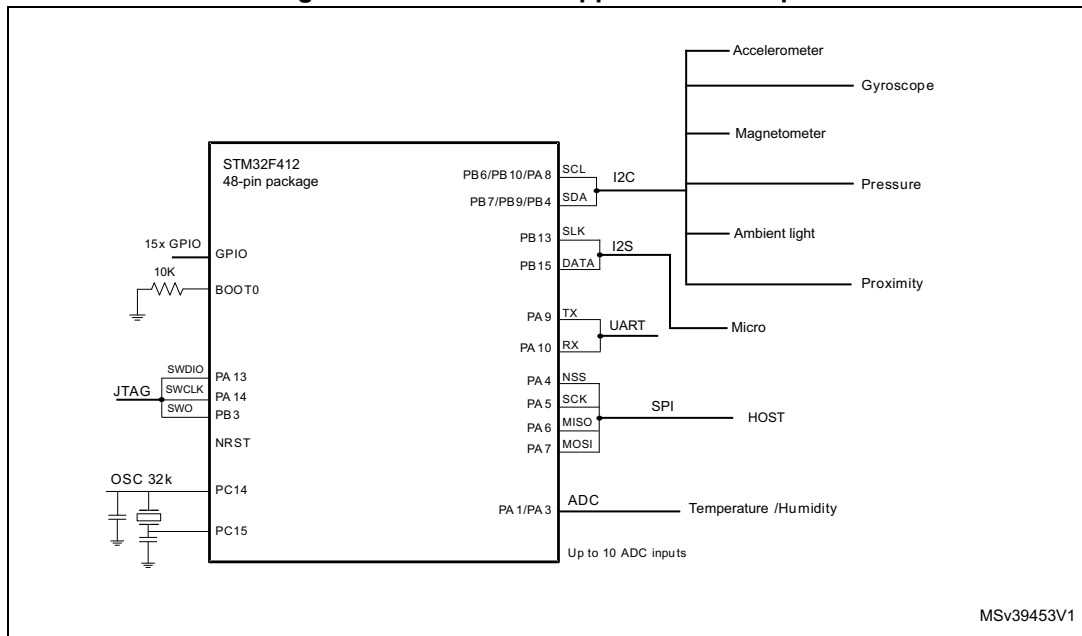 Accelerometer
Gyroscope
Magnetometer
Pressure
Ambient light
Proximity
STM32F412
48-pin package
PB6/PB10/PA8
SCL
I2C
PB7/PB9/PB4
SDA
PB13
SLK
I2S
PB15
DATA
Micro
15x GPIO
GPIO
10K
BOOT0
PA9
TX
UART
PA10
RX
JTAG
SWDIO
PA13
SWCLK
PA14
SWO
PB3
NRST
PA4
NSS
PA5
SCK
SPI
HOST
PA6
MISO
PA7
MOSI
OSC 32k
PC14
PC15
PA1/PA3
ADC
Temperature /Humidity
Up to 10 ADC inputs
MSv39453V1